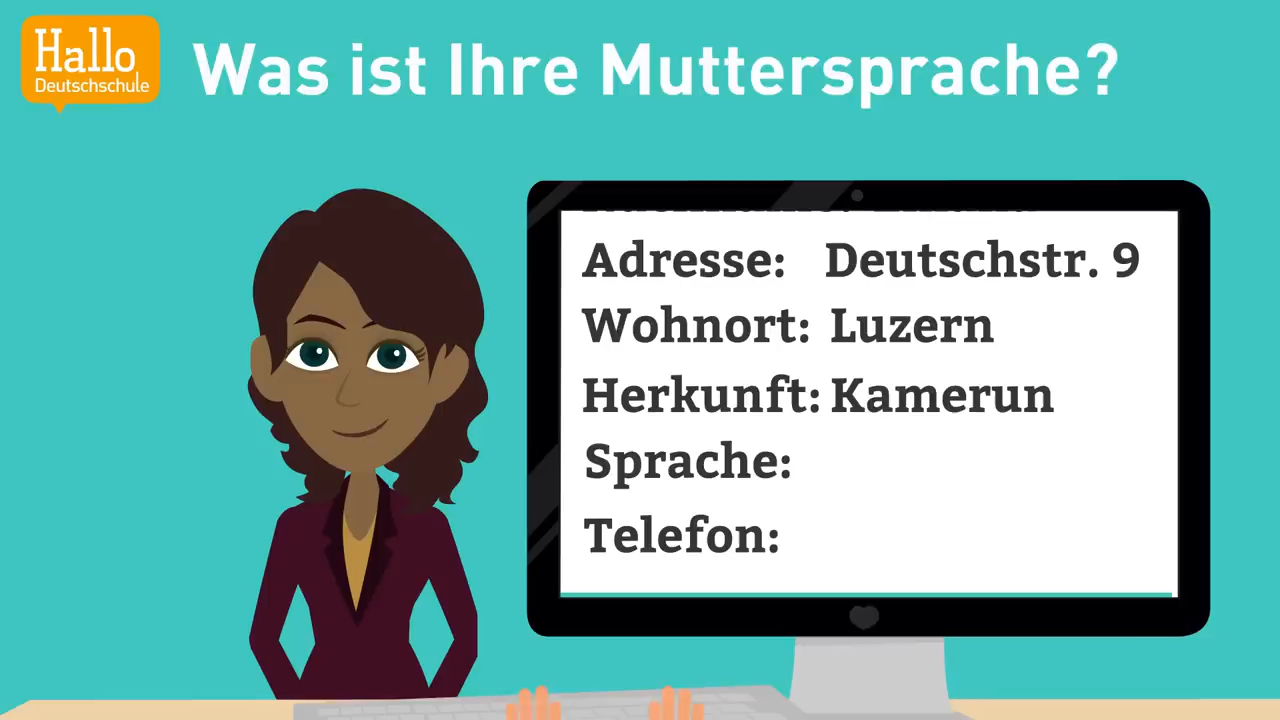 Hallo
Deutschschule
Was ist Ihre Muttersprache?
Adresse: Deutschstr. 9
Wohnort: Luzern
Herkunft: Kamerun
Sprache:
Telefon: